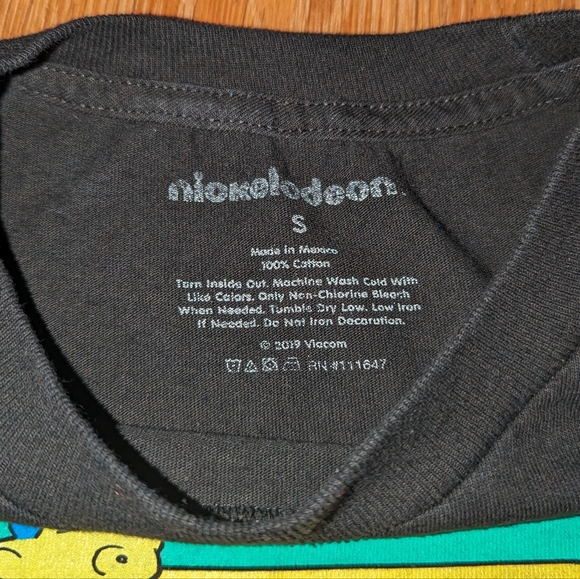 nickelodeon
S
Made in Mexico
100% Cotton
Turn Inside Out. Machine Wash Cold With
Like Colors. Only Non-Chlorine Bleach
When Needed. Tumble Dry Low. Low Iron
If Needed. Do Not Iron Decoration.
© 2019 Viacom
RN #111647